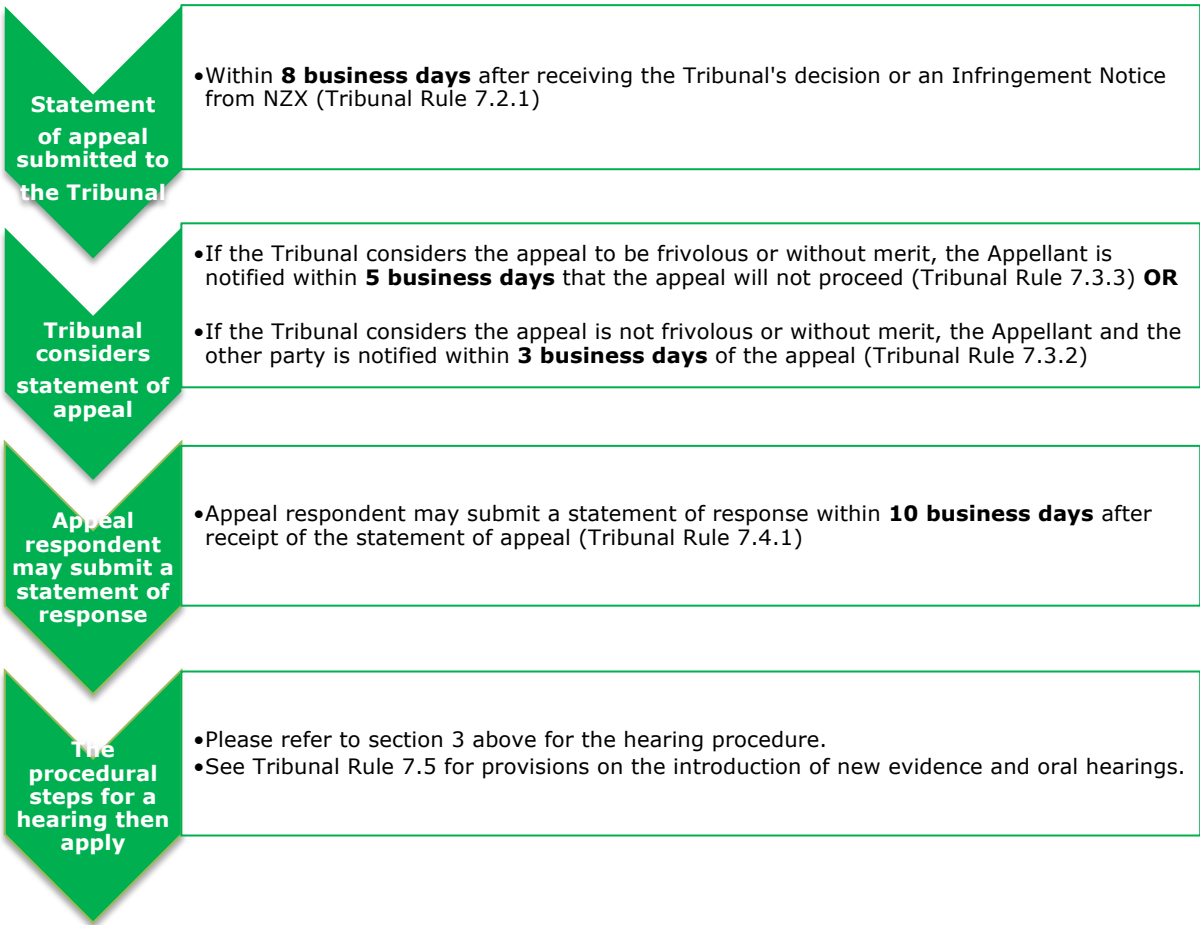 Statement
of appeal
submitted to
the Tribunal
•Within 8 business days after receiving the Tribunal's decision or an Infringement Notice
from NZX (Tribunal Rule 7.2.1)
Tribunal
considers
statement of
appeal
•If the Tribunal considers the appeal to be frivolous or without merit, the Appellant is
notified within 5 business days that the appeal will not proceed (Tribunal Rule 7.3.3) OR
•If the Tribunal considers the appeal is not frivolous or without merit, the Appellant and the
other party is notified within 3 business days of the appeal (Tribunal Rule 7.3.2)
Appeal
respondent
may submit a
statement of
response
•Appeal respondent may submit a statement of response within 10 business days after
receipt of the statement of appeal (Tribunal Rule 7.4.1)
The
procedural
steps for a
hearing then
apply
•Please refer to section 3 above for the hearing procedure.
•See Tribunal Rule 7.5 for provisions on the introduction of new evidence and oral hearings.